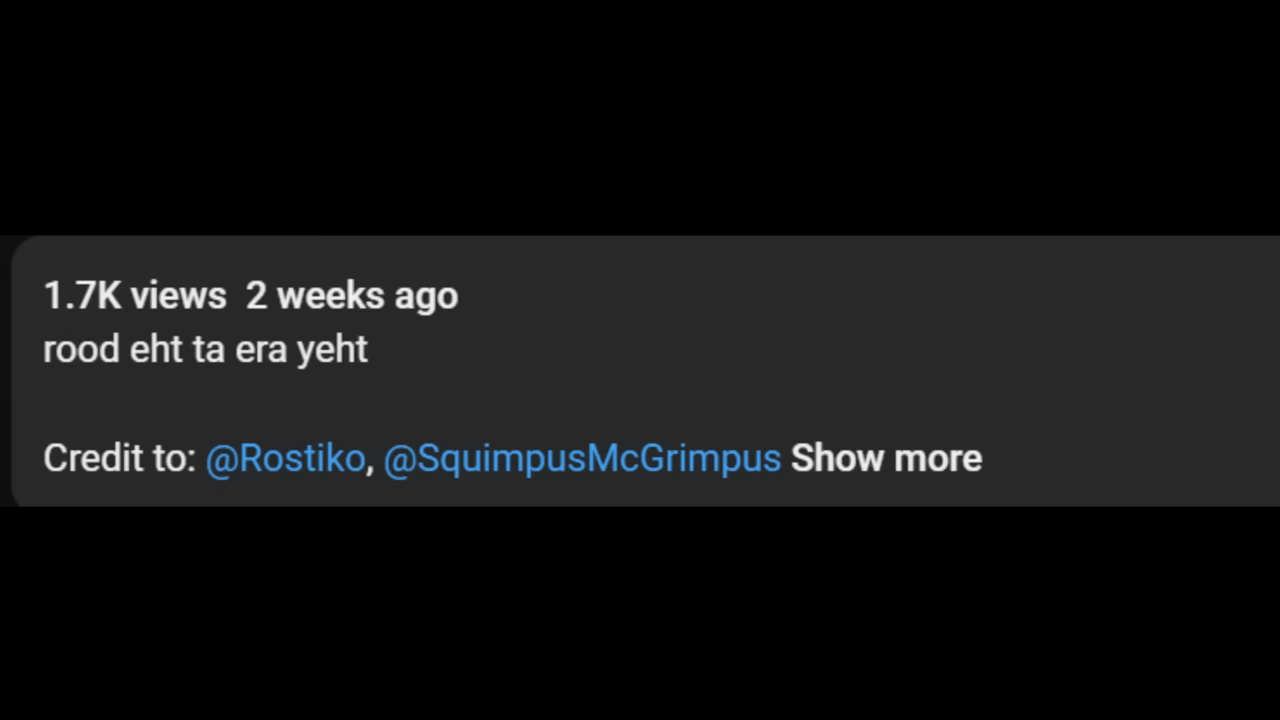 1.7K views 2 weeks ago
rood eht ta era yeht
Credit to: @Rostiko, @SquimpusMcGrimpus Show more